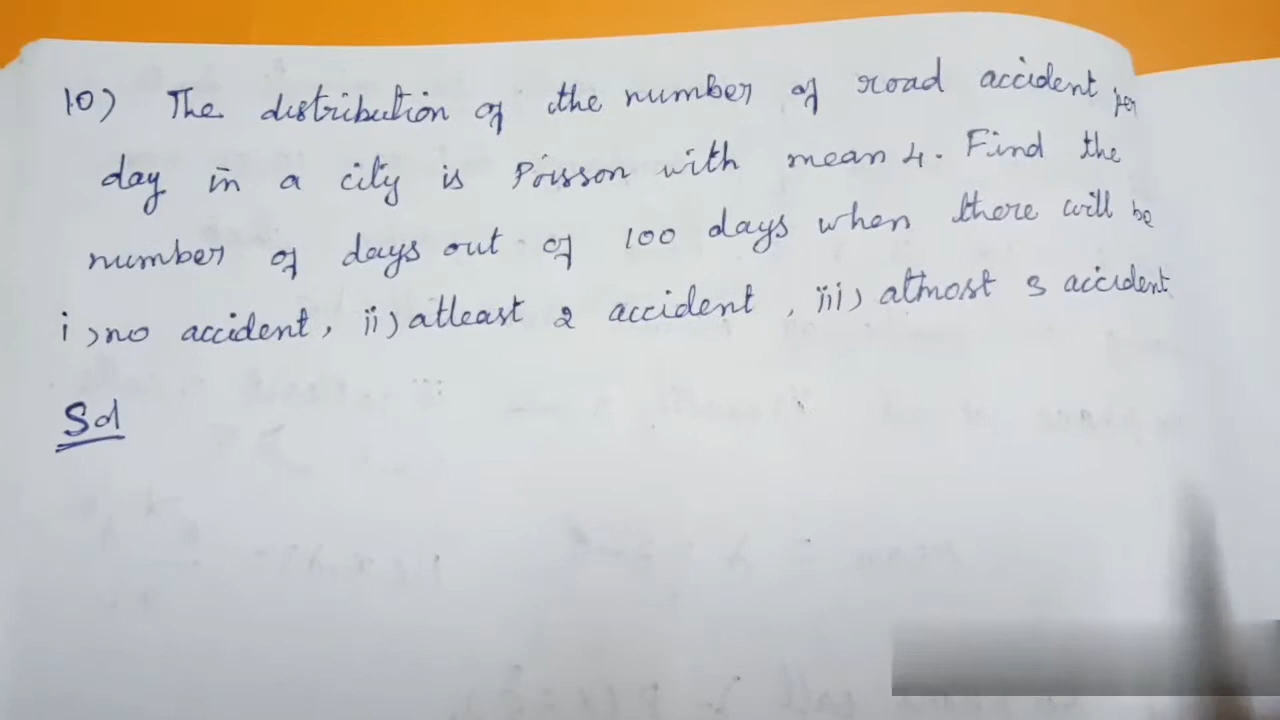 10) The distribution of the number of road accident per
day in a city is Poisson with mean 4. Find the
number of days out of 100 days when there will be
i) no accident, ii) atleast 2 accident, iii) atmost 3 accident
Sol